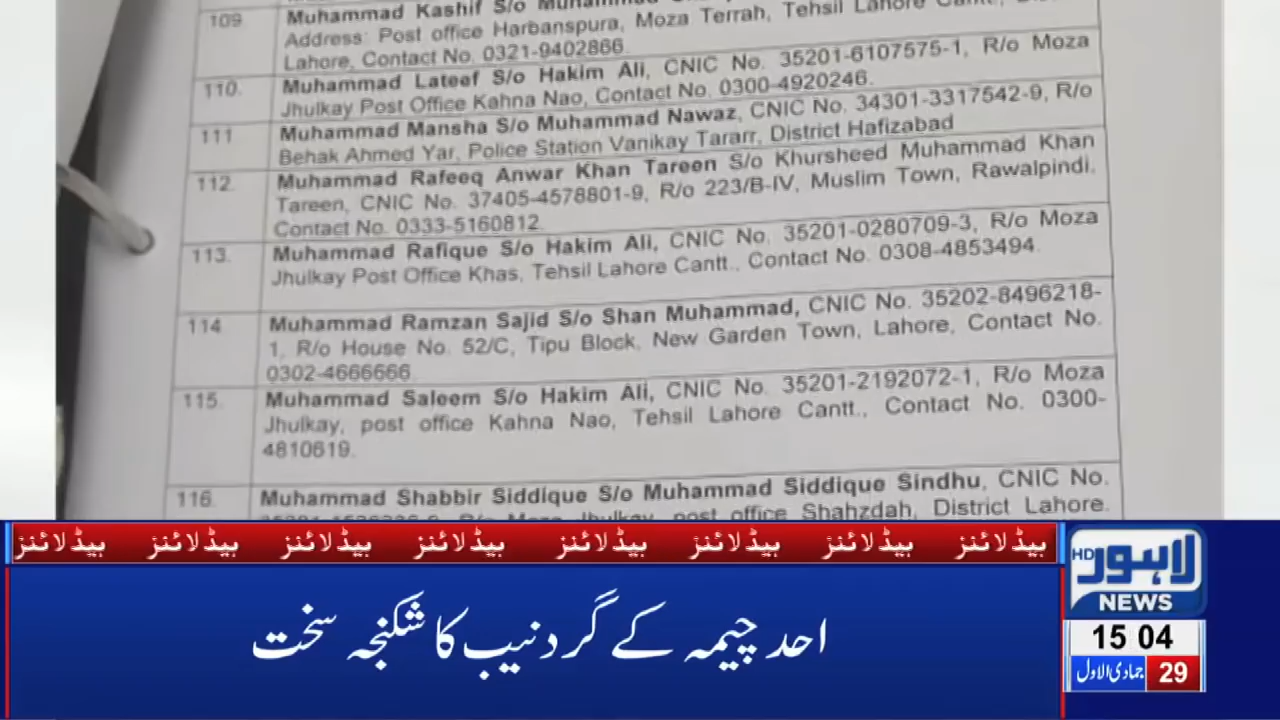 109
Muhammad Kashif S/o
Address: Post office Harbanspura, Moza Terrah, Tehsil Lahore
Lahore, Contact No. 0321-9402866.
110.
Muhammad Lateef S/o Hakim Ali, CNIC No. 35201-6107575-1, R/o Moza
Jhulkay Post Office Kahna Nao, Contact No. 0300-4920246.
111
Muhammad Mansha S/o Muhammad Nawaz, CNIC No. 34301-3317542-9, R/o
Behak Ahmed Yar, Police Station Vanikay Tararr, District Hafizabad
112.
Muhammad Rafeeq Anwar Khan Tareen S/o Khursheed Muhammad Khan
Tareen, CNIC No. 37405-4578801-9, R/o 223/B-IV, Muslim Town, Rawalpindi,
Contact No. 0333-5160812.
113.
Muhammad Rafique S/o Hakim Ali, CNIC No. 35201-0280709-3, R/o Moza
Jhulkay Post Office Khas, Tehsil Lahore Cantt., Contact No. 0308-4853494.
114
Muhammad Ramzan Sajid S/o Shan Muhammad, CNIC No. 35202-8496218-
1, R/o House No. 52/C, Tipu Block, New Garden Town, Lahore, Contact No.
0302-4666666
115.
Muhammad Saleem S/o Hakim Ali, CNIC No. 35201-2192072-1, R/o Moza
Jhulkay, post office Kahna Nao, Tehsil Lahore Cantt., Contact No. 0300-
4810619.
116.
Muhammad Shabbir Siddique S/o Muhammad Siddique Sindhu, CNIC No.
Jhulkay, post office Shahzdah, District Lahore.
ہیڈلائنز ہیڈلائنز ہیڈلائنز ہیڈلائنز ہیڈلائنز ہیڈلائنز ہیڈلائنز ہیڈلائنز
احد چیمہ کے گرد نیب کا شکنجہ سخت
لاہور HD
NEWS
15 04
29 جمادی الاول